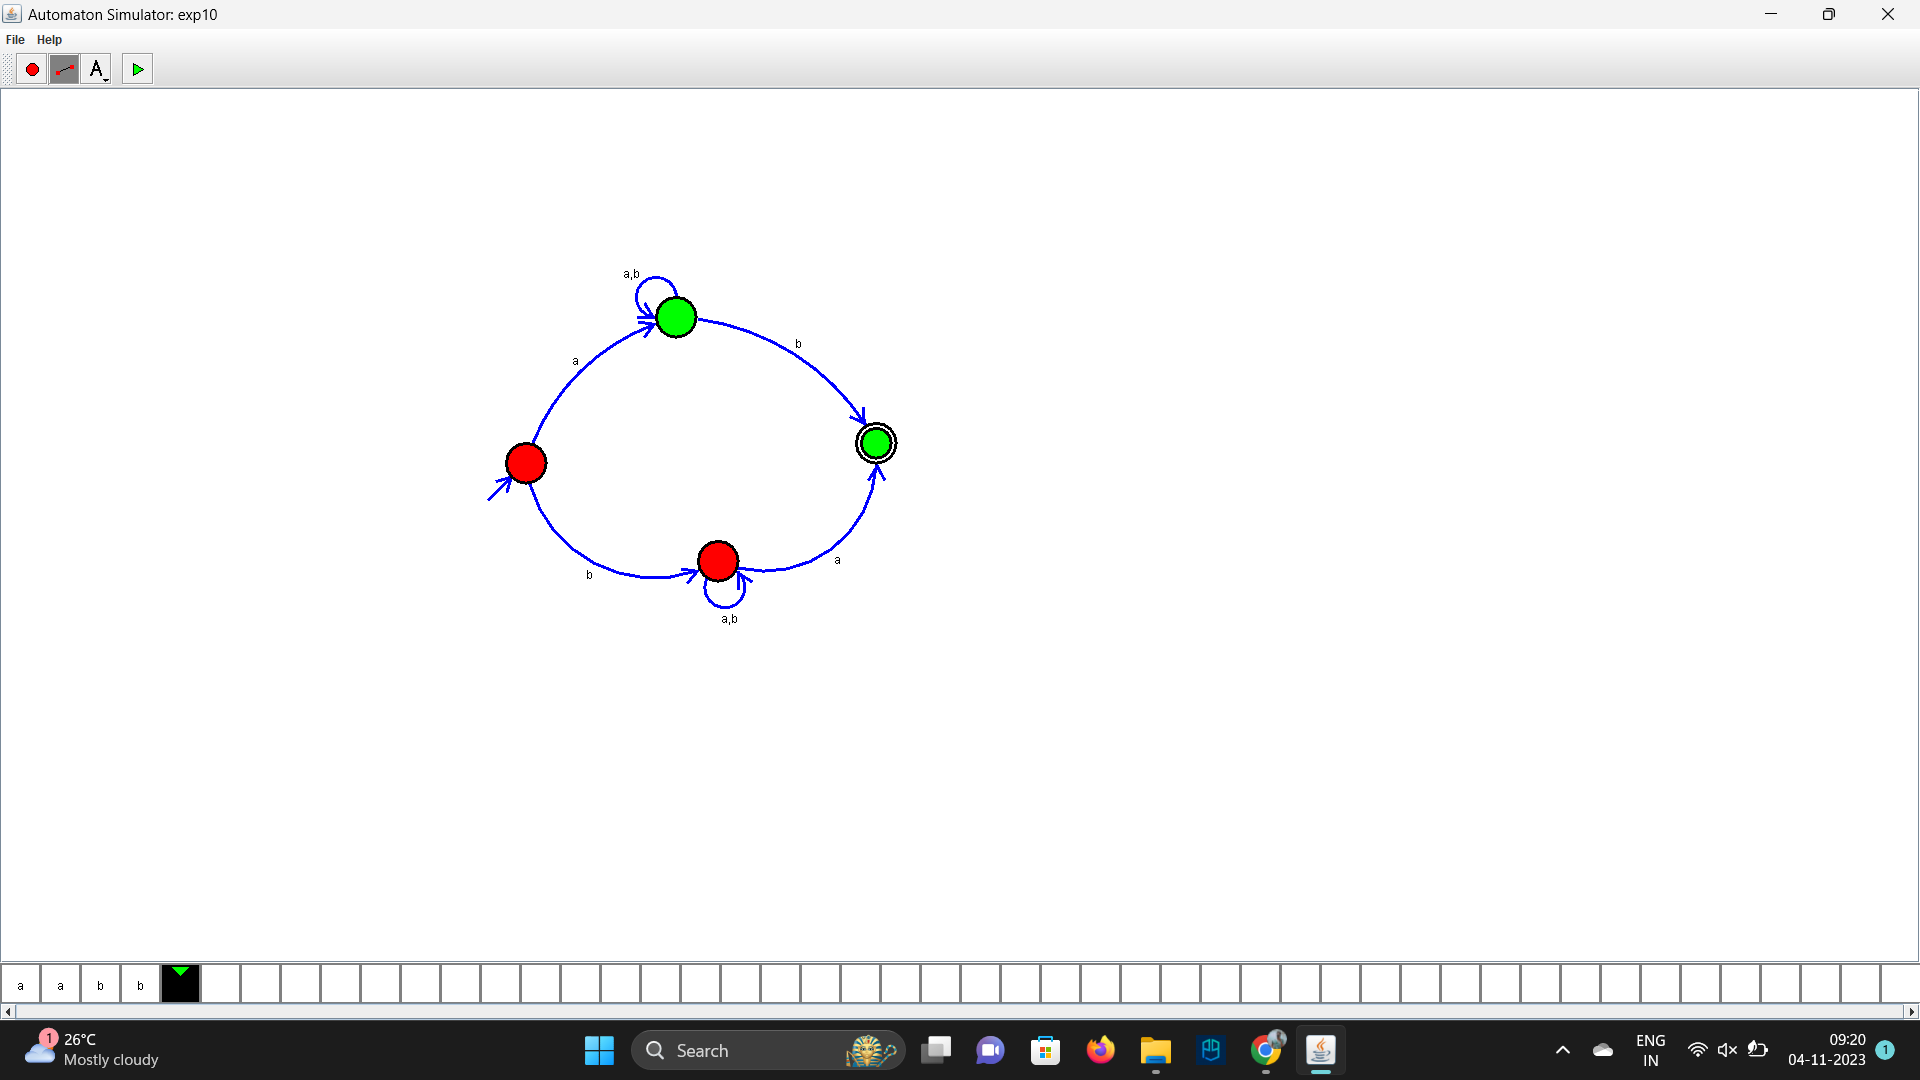 Automaton Simulator: exp10
File Help
A
a,b
b
a
b
a
a,b
a a b b
1
26°C
Mostly cloudy
Search
ENG
IN
09:20
04-11-2023
1